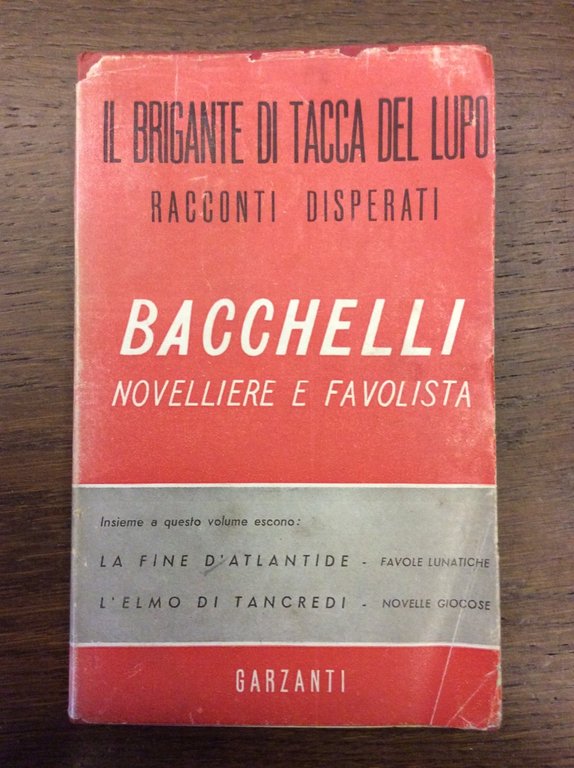 IL BRIGANTE DI TACCA DEL LUPO
RACCONTI DISPERATI
BACCHELLI
NOVELLIERE E FAVOLISTA
Insieme a questo volume escono:
LA FINE D'ATLANTIDE - FAVOLE LUNATICHE
L'ELMO DI TANCREDI - NOVELLE GIOCOSE
GARZANTI